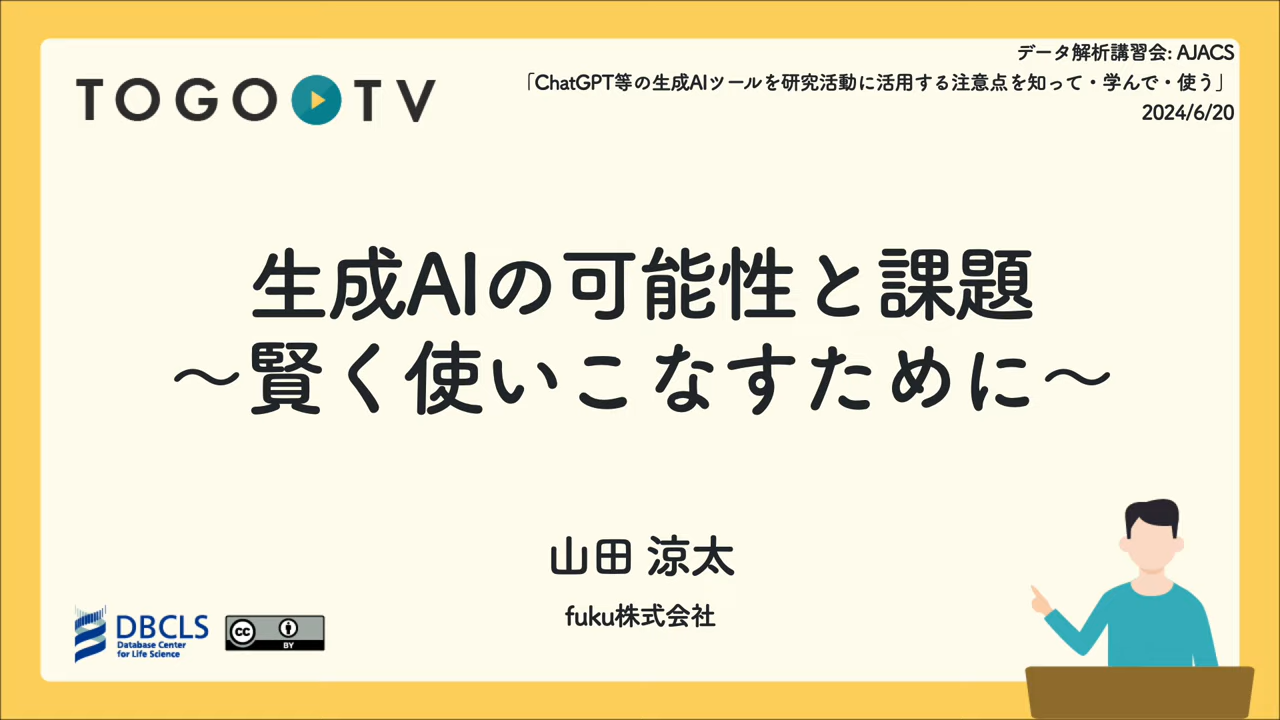 データ解析講習会: AJACS
TOGO TV
「ChatGPT等の生成AIツールを研究活動に活用する注意点を知って・学んで・使う」
2024/6/20
生成AIの可能性と課題
～賢く使いこなすために～
山田 涼太
fuku株式会社
DBCLS
Database Center
for Life Science
cc
BY